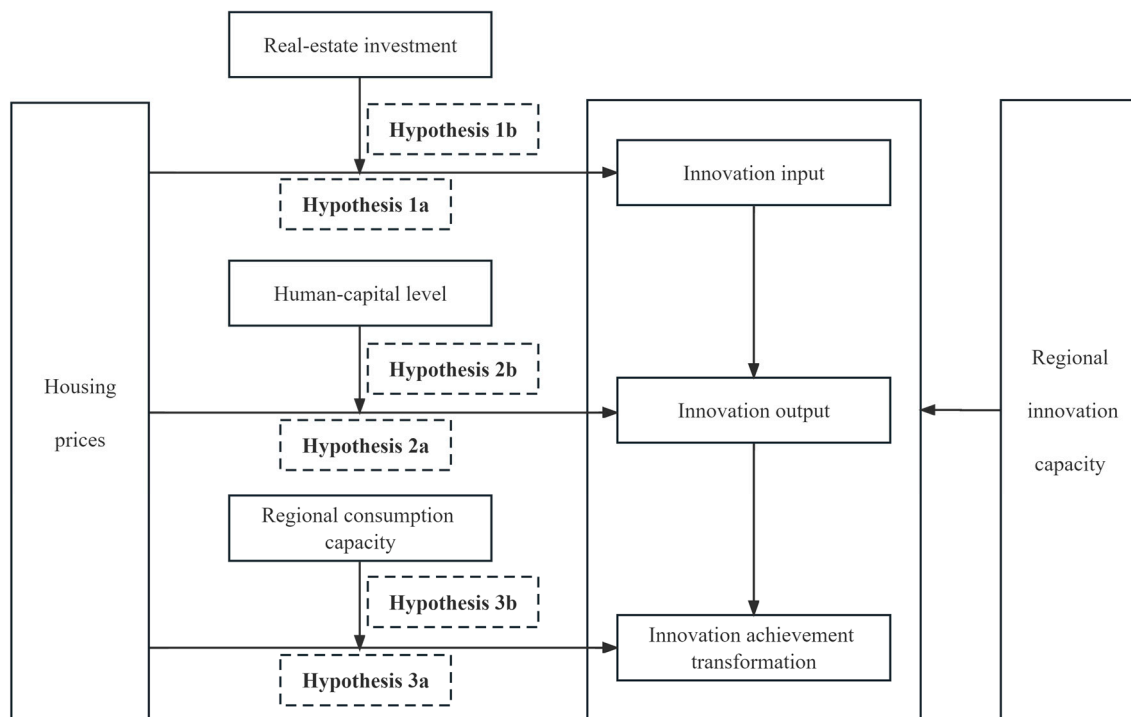 Real-estate investment
Hypothesis 1b
Innovation input
Hypothesis 1a
Human-capital level
Hypothesis 2b
Housing
prices
Innovation output
Hypothesis 2a
Regional
innovation
capacity
Regional consumption
capacity
Hypothesis 3b
Innovation achievement
transformation
Hypothesis 3a